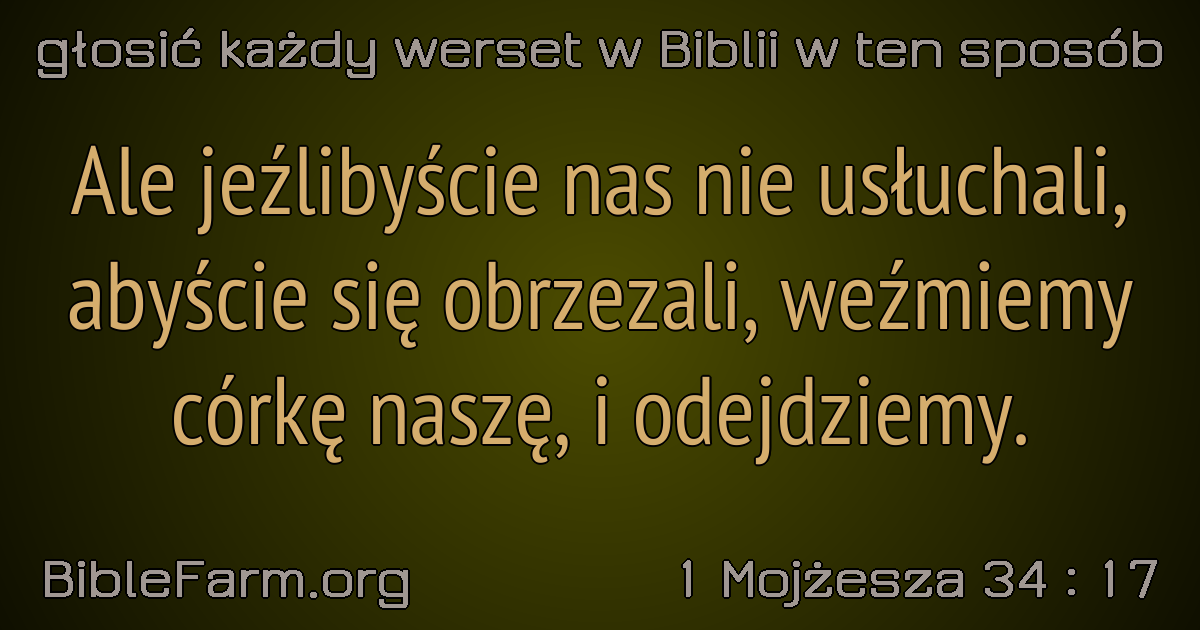 głosić każdy werset w Biblii w ten sposób
Ale jeźlibyście nas nie usłuchali,
abyście się obrzezali, weźmiemy
córkę naszę, i odejdziemy.
BibleFarm.org
1 Mojżesza 34 : 17